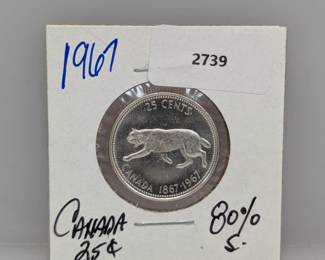 1967
2739
25 CENTS
CANADA 1867-1967
CANADA 80%
25¢ S.